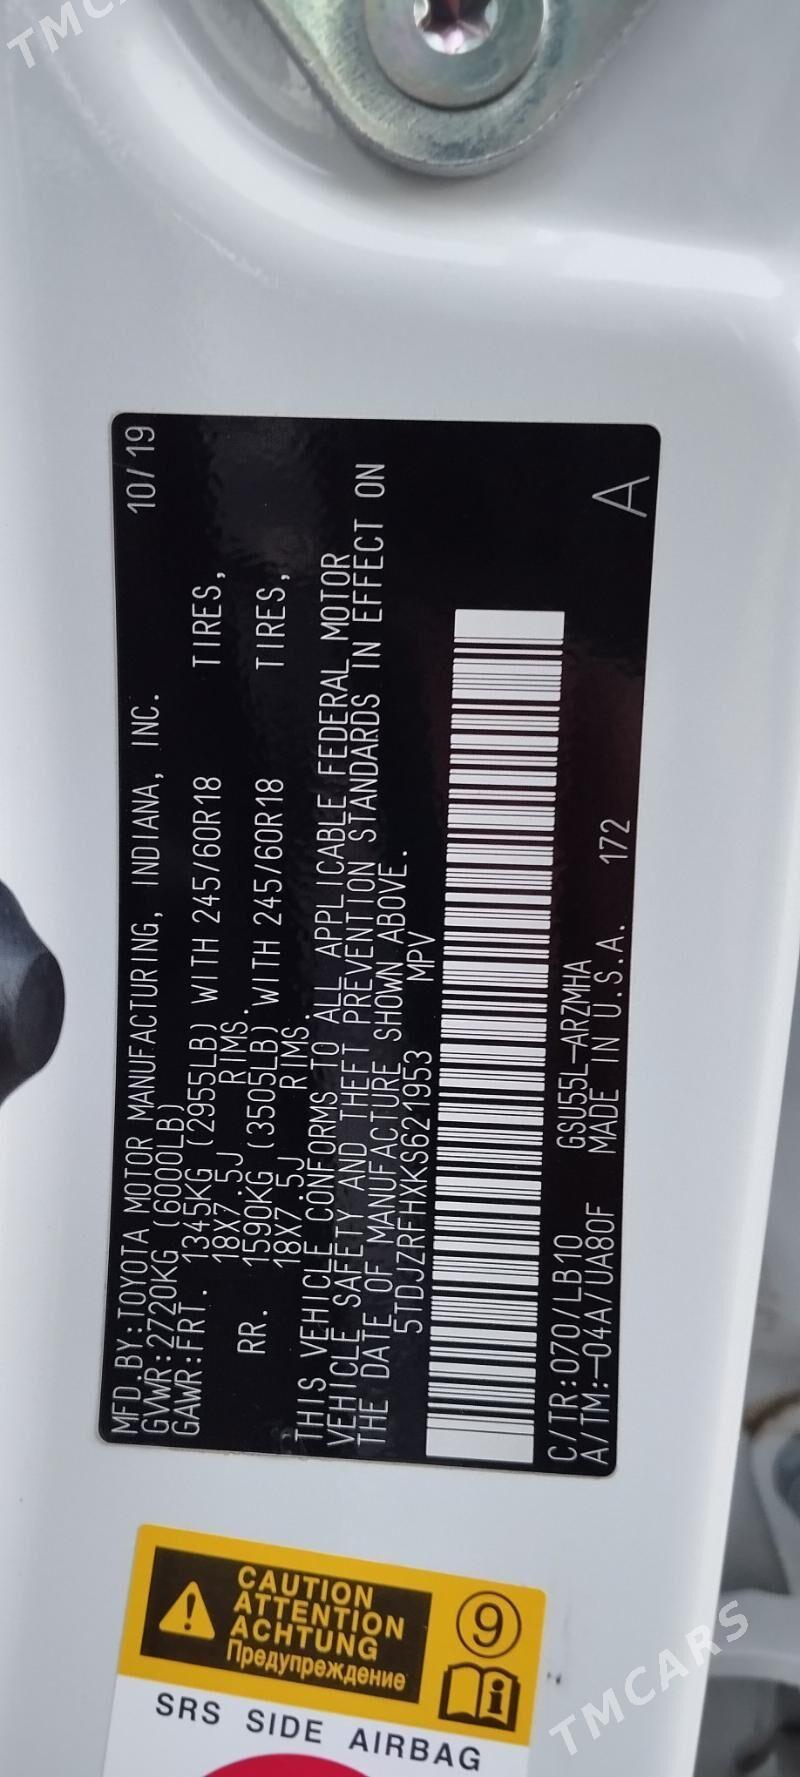 TMCARS
MFD.BY:TOYOTA MOTOR MANUFACTURING, INDIANA, INC. 10/19
GVWR:2720KG (6000LB)
GAWR:FRT. 1345KG (2955LB) WITH 245/60R18 TIRES,
18X7.5J RIMS.
RR. 1590KG (3505LB) WITH 245/60R18 TIRES,
18X7.5J RIMS.
THIS VEHICLE CONFORMS TO ALL APPLICABLE FEDERAL MOTOR
VEHICLE SAFETY AND THEFT PREVENTION STANDARDS IN EFFECT ON
THE DATE OF MANUFACTURE SHOWN ABOVE.
5TDJZRFHXKS621953 MPV
C/TR:070/LB10 GSU55L-ARZMHA
A/TM:-04A/UA80F MADE IN U.S.A. 172 A
CAUTION
ATTENTION
ACHTUNG
Предупреждение
9
i
SRS SIDE AIRBAG
TMCARS